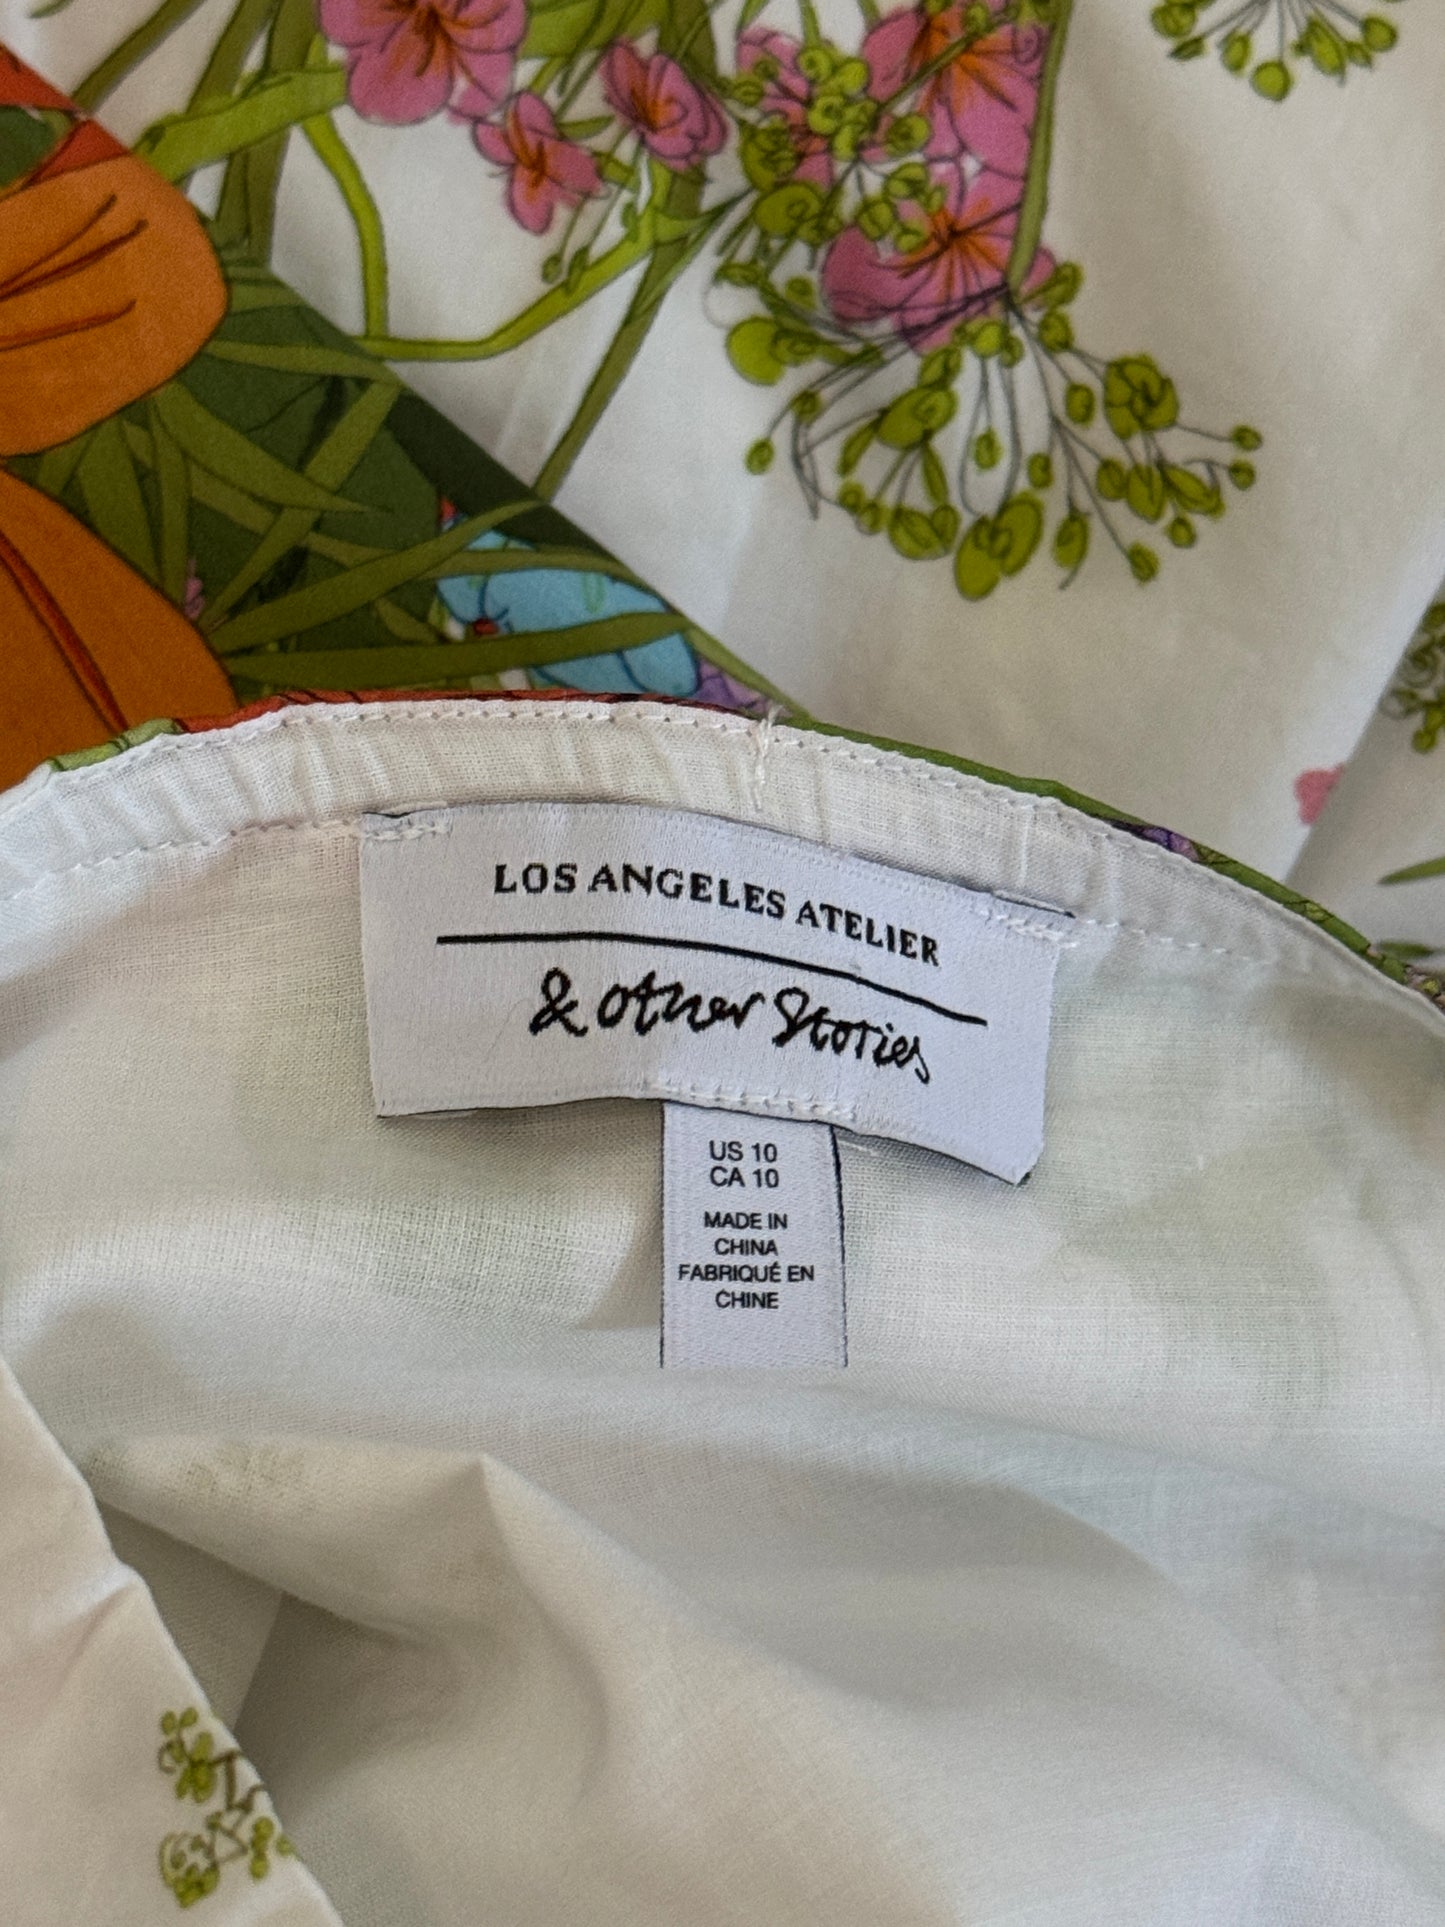 LOS ANGELES ATELIER
& other Stories
US 10
CA 10
MADE IN
CHINA
FABRIQUÉ EN
CHINE